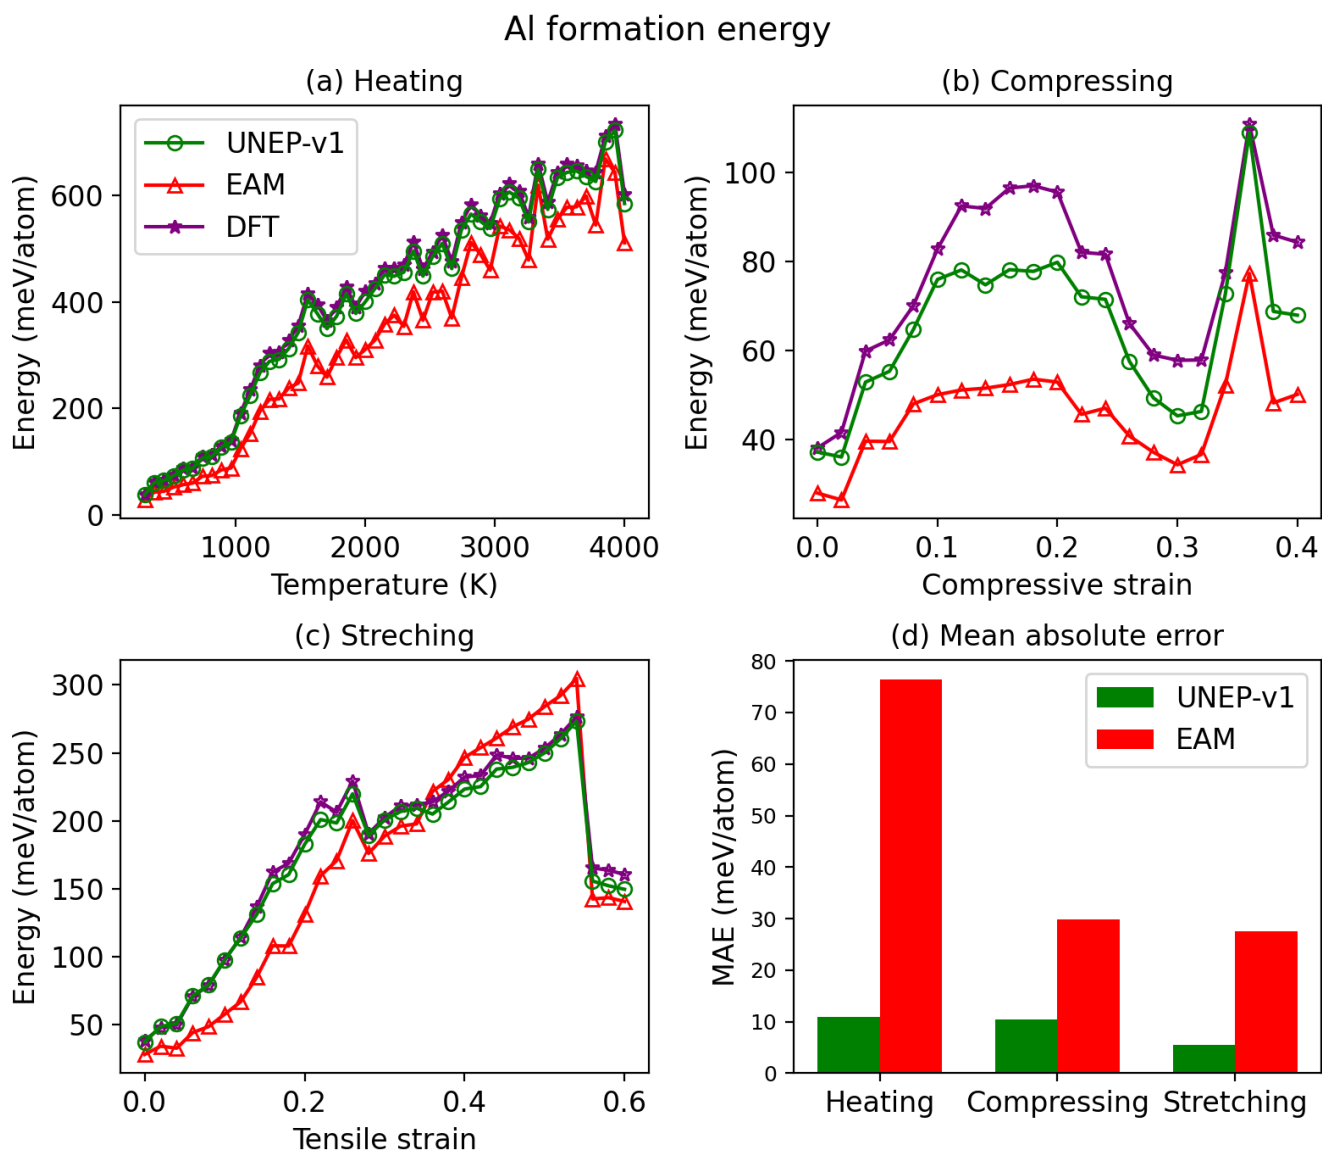 Al formation energy
(a) Heating
UNEP-v1
EAM
DFT
Energy (meV/atom)
600
400
200
0
1000 2000 3000 4000
Temperature (K)
(b) Compressing
Energy (meV/atom)
100
80
60
40
0.0 0.1 0.2 0.3 0.4
Compressive strain
(c) Streching
Energy (meV/atom)
300
250
200
150
100
50
0.0 0.2 0.4 0.6
Tensile strain
(d) Mean absolute error
UNEP-v1
EAM
MAE (meV/atom)
80
70
60
50
40
30
20
10
0
Heating Compressing Stretching